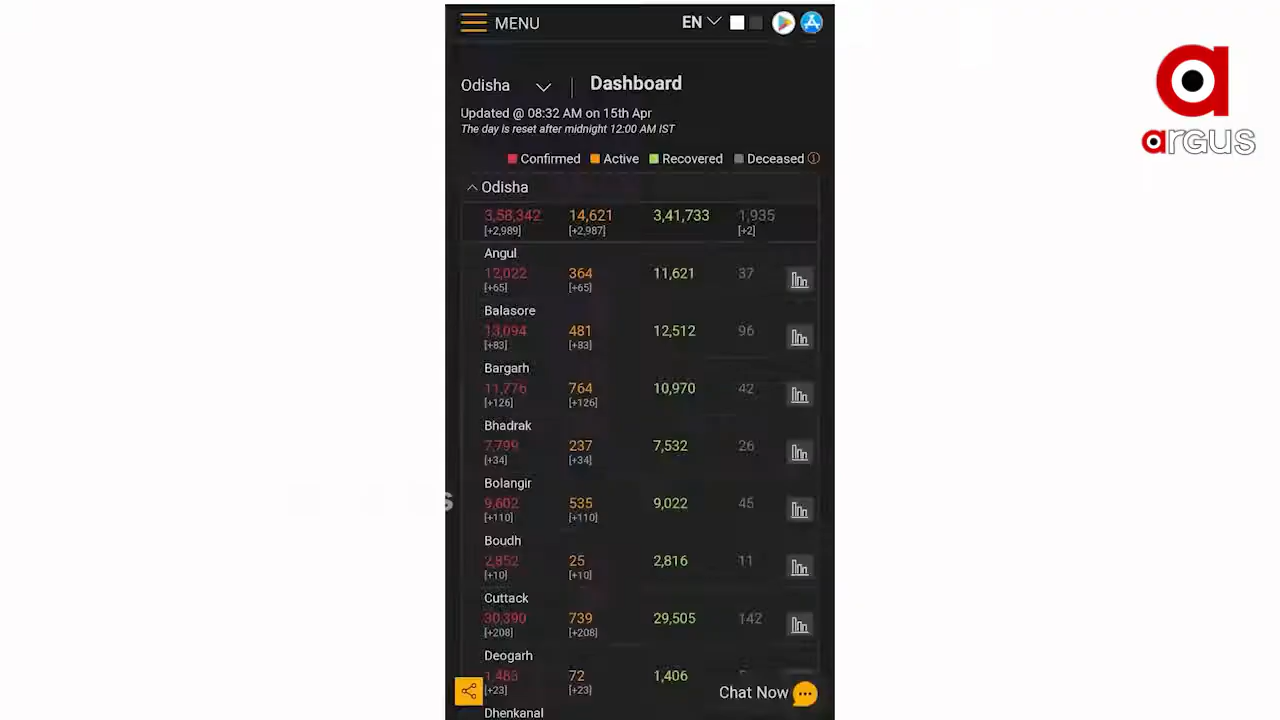 MENU EN
argus
Odisha Dashboard
Updated @ 08:32 AM on 15th Apr
The day is reset after midnight 12:00 AM IST
Confirmed Active Recovered Deceased
Odisha
3,58,342 14,621 3,41,733 1,935
[+2,989] [+2,987] [+2]
Angul
12,022 364 11,621 37
[+65] [+65]
Balasore
13,094 481 12,512 96
[+83] [+83]
Bargarh
11,776 764 10,970 42
[+126] [+126]
Bhadrak
7,799 237 7,532 26
[+34] [+34]
Bolangir
9,602 535 9,022 45
[+110] [+110]
Boudh
2,852 25 2,816 11
[+10] [+10]
Cuttack
30,390 739 29,505 142
[+208] [+208]
Deogarh
1,483 72 1,406
[+23] [+23]
Chat Now
Dhenkanal